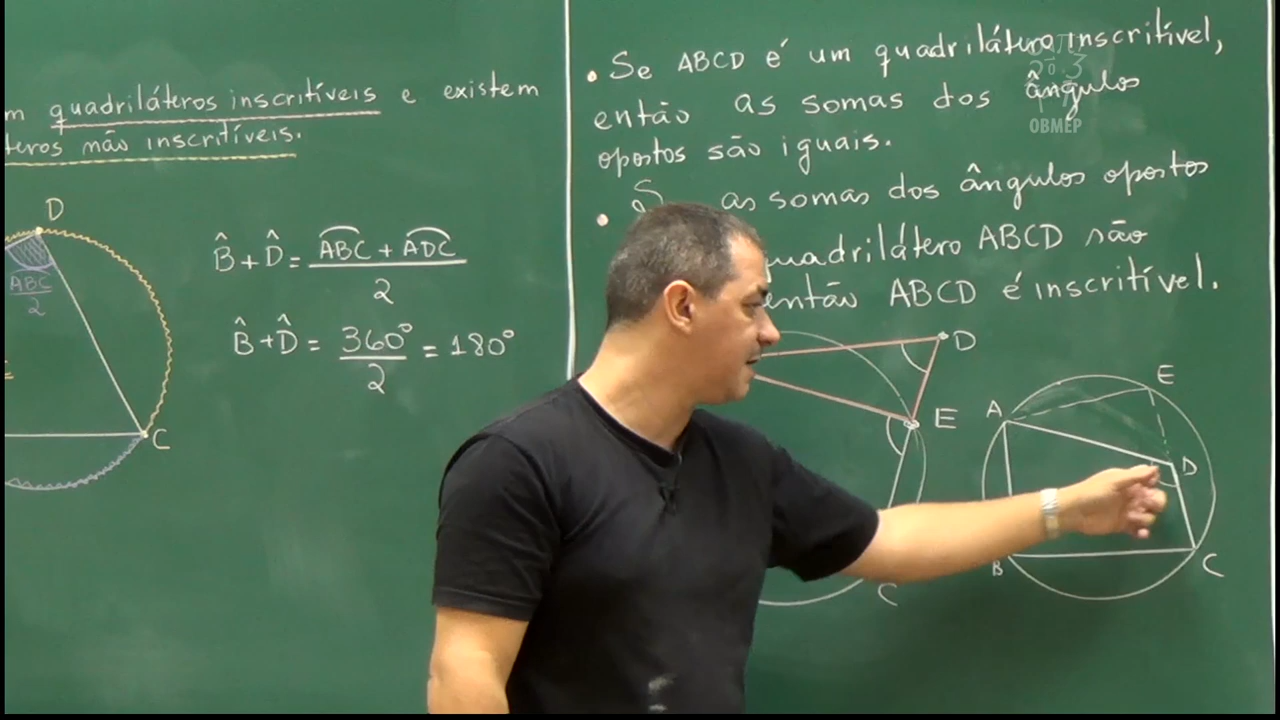 m quadriláteros inscritíveis e existem
teros não inscritíveis.
D
ABC
2
C
B̂ + D̂ = ABC + ADC
2
B̂ + D̂ = 360° = 180°
2
• Se ABCD é um quadrilátero inscritível,
então as somas dos ângulos
opostos são iguais.
• as somas dos ângulos opostos
uadrilátero ABCD são
então ABCD é inscritível.
OBMEP
D
E
C
A
E
D
B
C